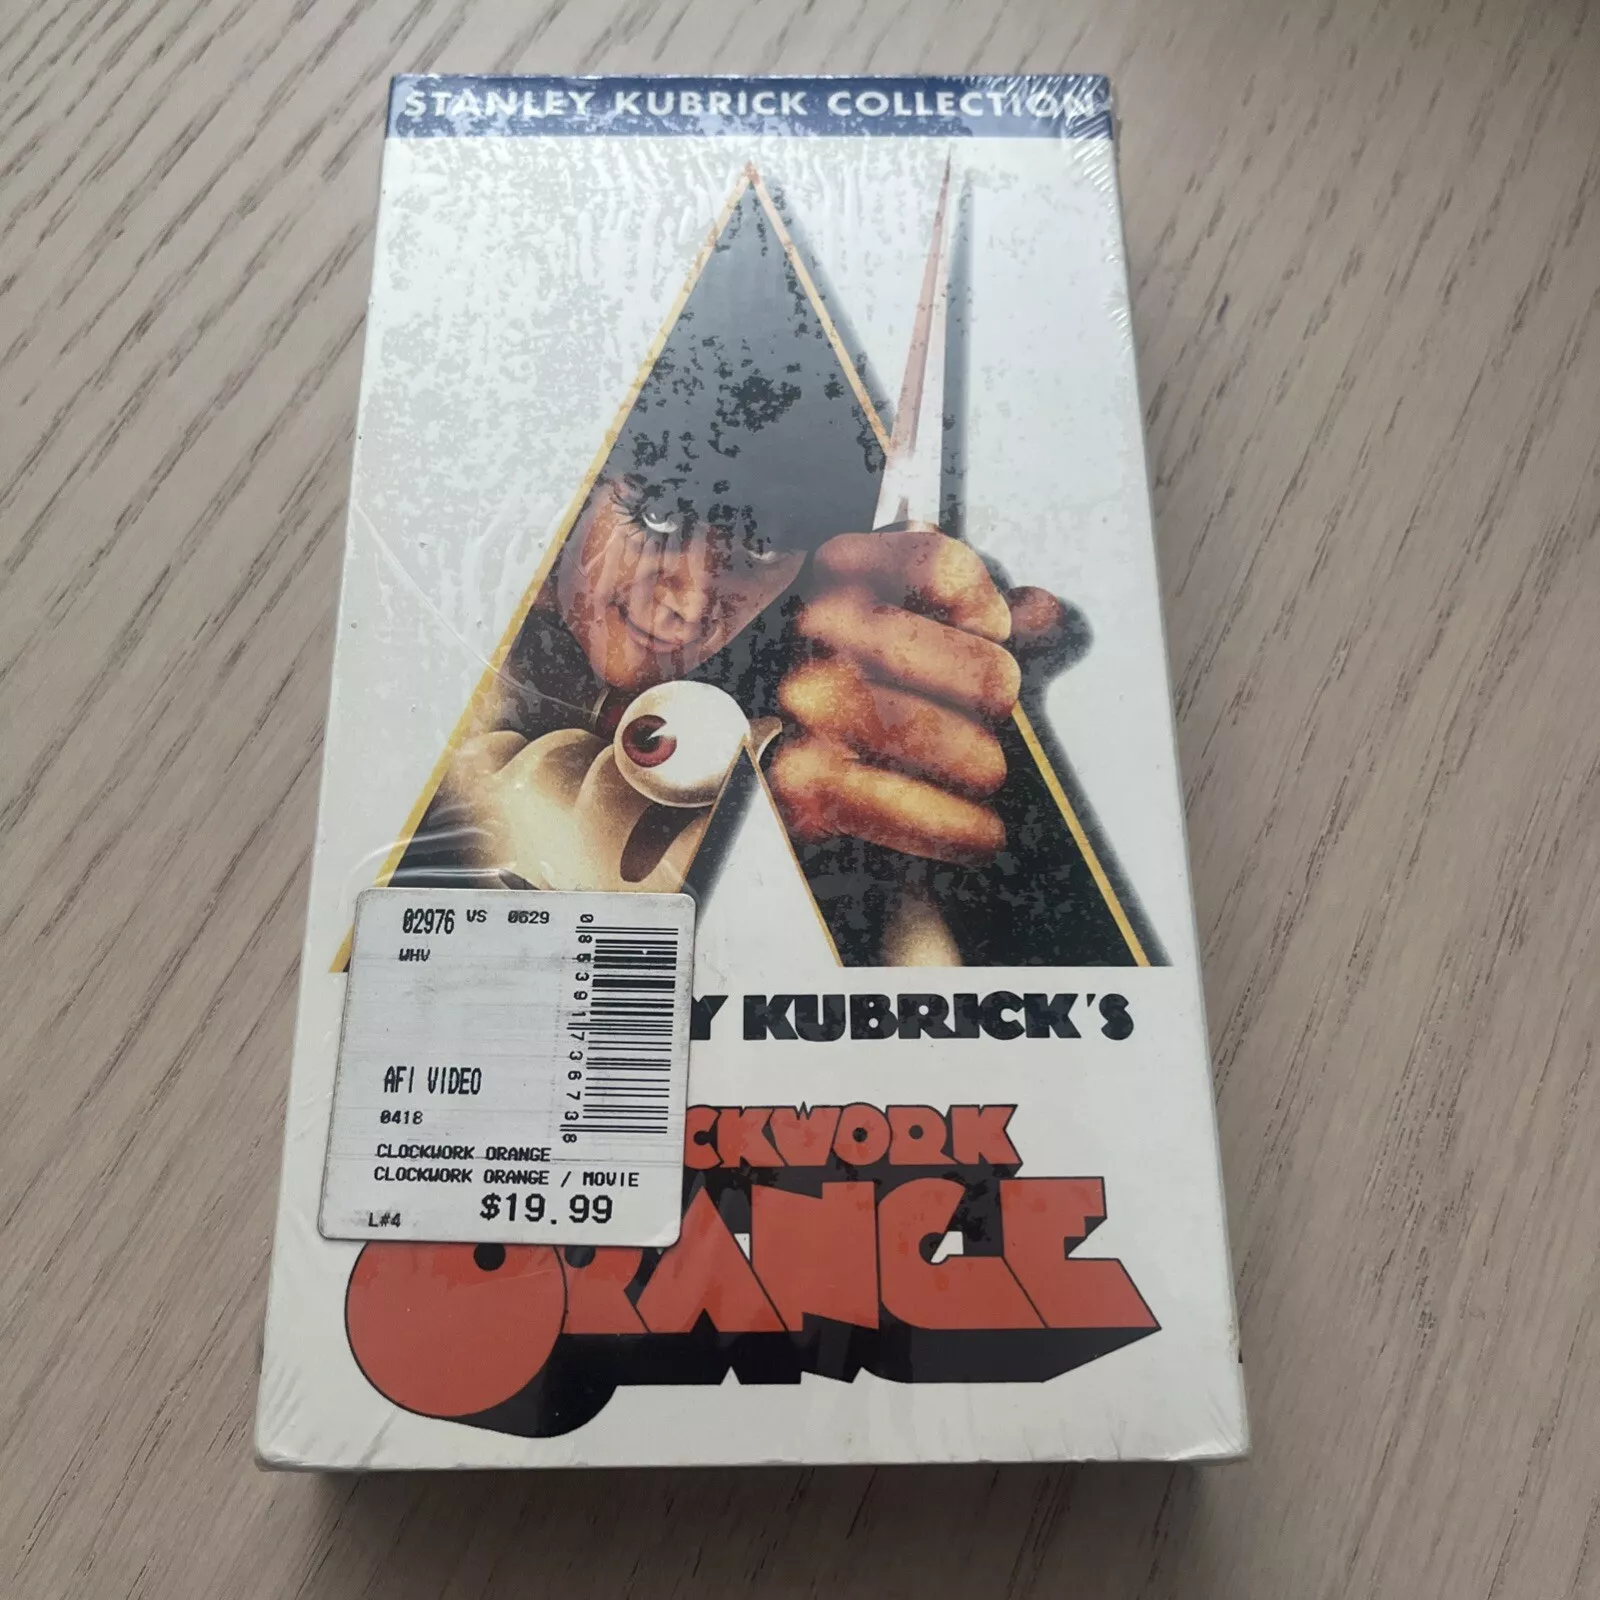 STANLEY KUBRICK COLLECTION
02976 VS 0629
WHV
085391736738
AFI VIDEO
0418
CLOCKWORK ORANGE
CLOCKWORK ORANGE / MOVIE
L#4 $19.99
Y KUBRICK'S
CKWORK
ORANGE